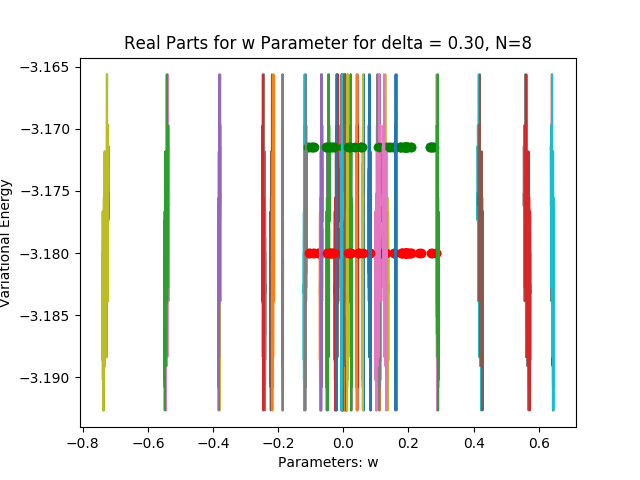 Real Parts for w Parameter for delta = 0.30, N=8
Variational Energy
−3.165
−3.170
−3.175
−3.180
−3.185
−3.190
−0.8 −0.6 −0.4 −0.2 0.0 0.2 0.4 0.6
Parameters: w